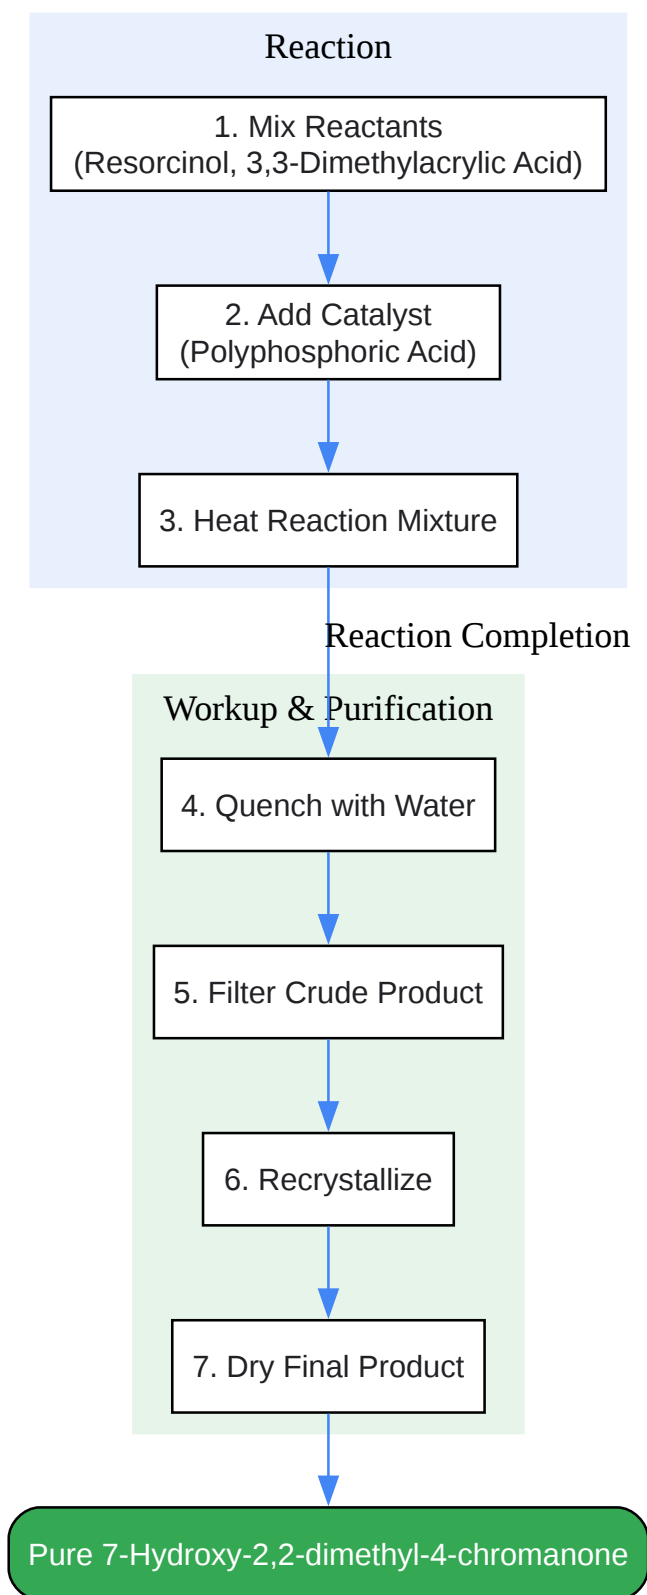 Reaction
1. Mix Reactants
(Resorcinol, 3,3-Dimethylacrylic Acid)
2. Add Catalyst
(Polyphosphoric Acid)
3. Heat Reaction Mixture
Reaction Completion
Workup & Purification
4. Quench with Water
5. Filter Crude Product
6. Recrystallize
7. Dry Final Product
Pure 7-Hydroxy-2,2-dimethyl-4-chromanone